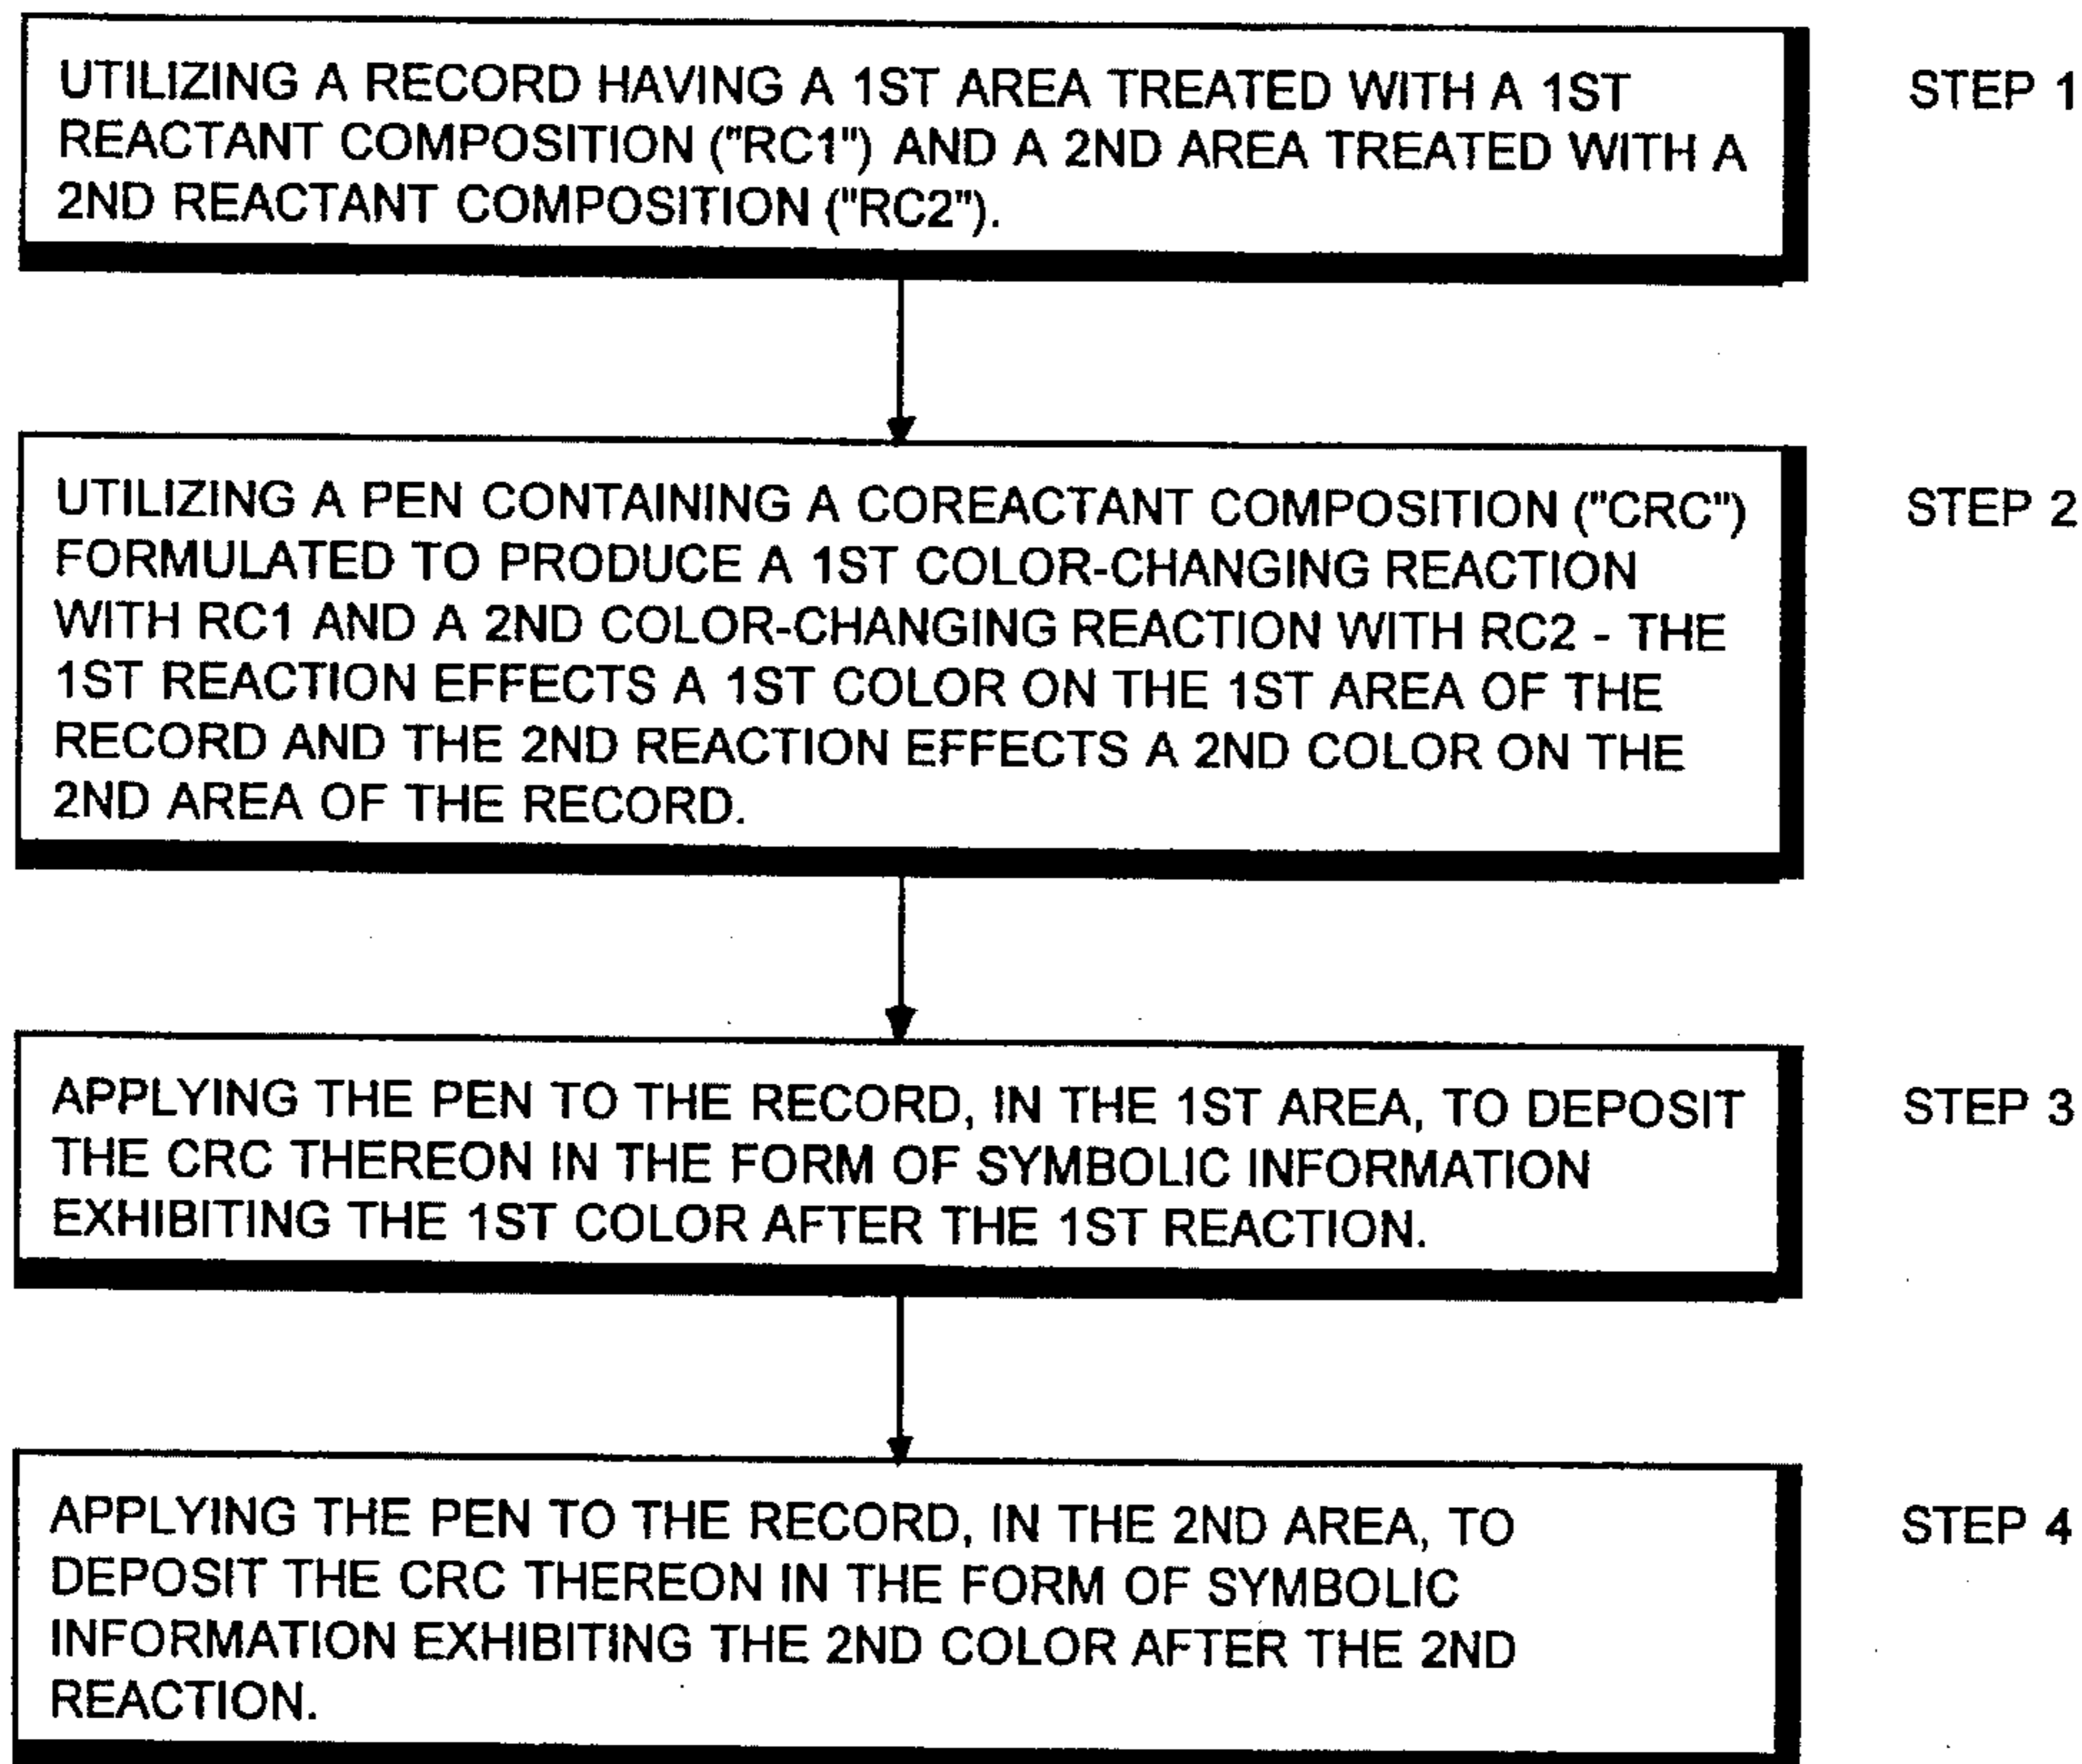 UTILIZING A RECORD HAVING A 1ST AREA TREATED WITH A 1ST
REACTANT COMPOSITION ("RC1") AND A 2ND AREA TREATED WITH A
2ND REACTANT COMPOSITION ("RC2").
STEP 1
UTILIZING A PEN CONTAINING A COREACTANT COMPOSITION ("CRC")
FORMULATED TO PRODUCE A 1ST COLOR-CHANGING REACTION
WITH RC1 AND A 2ND COLOR-CHANGING REACTION WITH RC2 - THE
1ST REACTION EFFECTS A 1ST COLOR ON THE 1ST AREA OF THE
RECORD AND THE 2ND REACTION EFFECTS A 2ND COLOR ON THE
2ND AREA OF THE RECORD.
STEP 2
APPLYING THE PEN TO THE RECORD, IN THE 1ST AREA, TO DEPOSIT
THE CRC THEREON IN THE FORM OF SYMBOLIC INFORMATION
EXHIBITING THE 1ST COLOR AFTER THE 1ST REACTION.
STEP 3
APPLYING THE PEN TO THE RECORD, IN THE 2ND AREA, TO
DEPOSIT THE CRC THEREON IN THE FORM OF SYMBOLIC
INFORMATION EXHIBITING THE 2ND COLOR AFTER THE 2ND
REACTION.
STEP 4